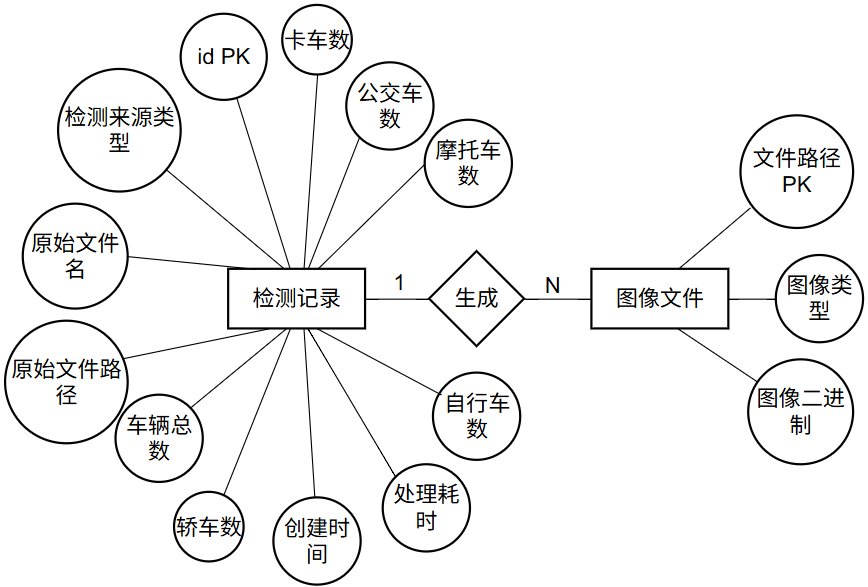 卡车数
id PK
公交车
数
检测来源类
型
摩托车
数
文件路径
PK
原始文件
名
检测记录
1
生成
N
图像文件
图像类
型
原始文件路
径
车辆总
数
自行车
数
图像二进
制
轿车数
创建时
间
处理耗
时